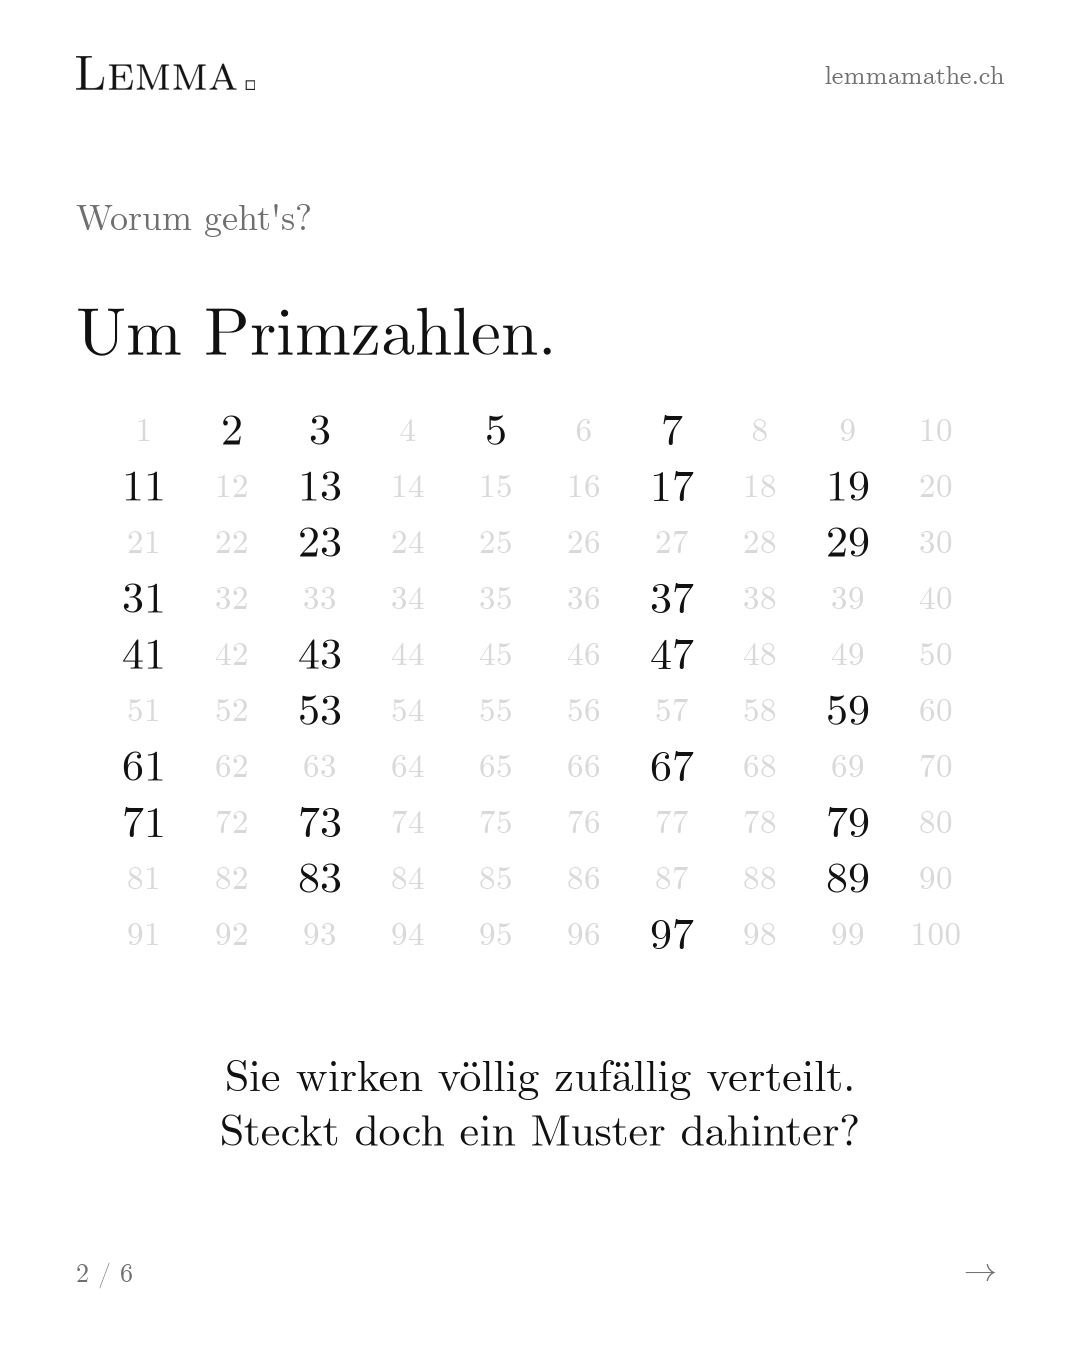 LEMMA.
lemmamathe.ch
Worum geht's?
Um Primzahlen.
1 2 3 4 5 6 7 8 9 10
11 12 13 14 15 16 17 18 19 20
21 22 23 24 25 26 27 28 29 30
31 32 33 34 35 36 37 38 39 40
41 42 43 44 45 46 47 48 49 50
51 52 53 54 55 56 57 58 59 60
61 62 63 64 65 66 67 68 69 70
71 72 73 74 75 76 77 78 79 80
81 82 83 84 85 86 87 88 89 90
91 92 93 94 95 96 97 98 99 100
Sie wirken völlig zufällig verteilt.
Steckt doch ein Muster dahinter?
2 / 6 →